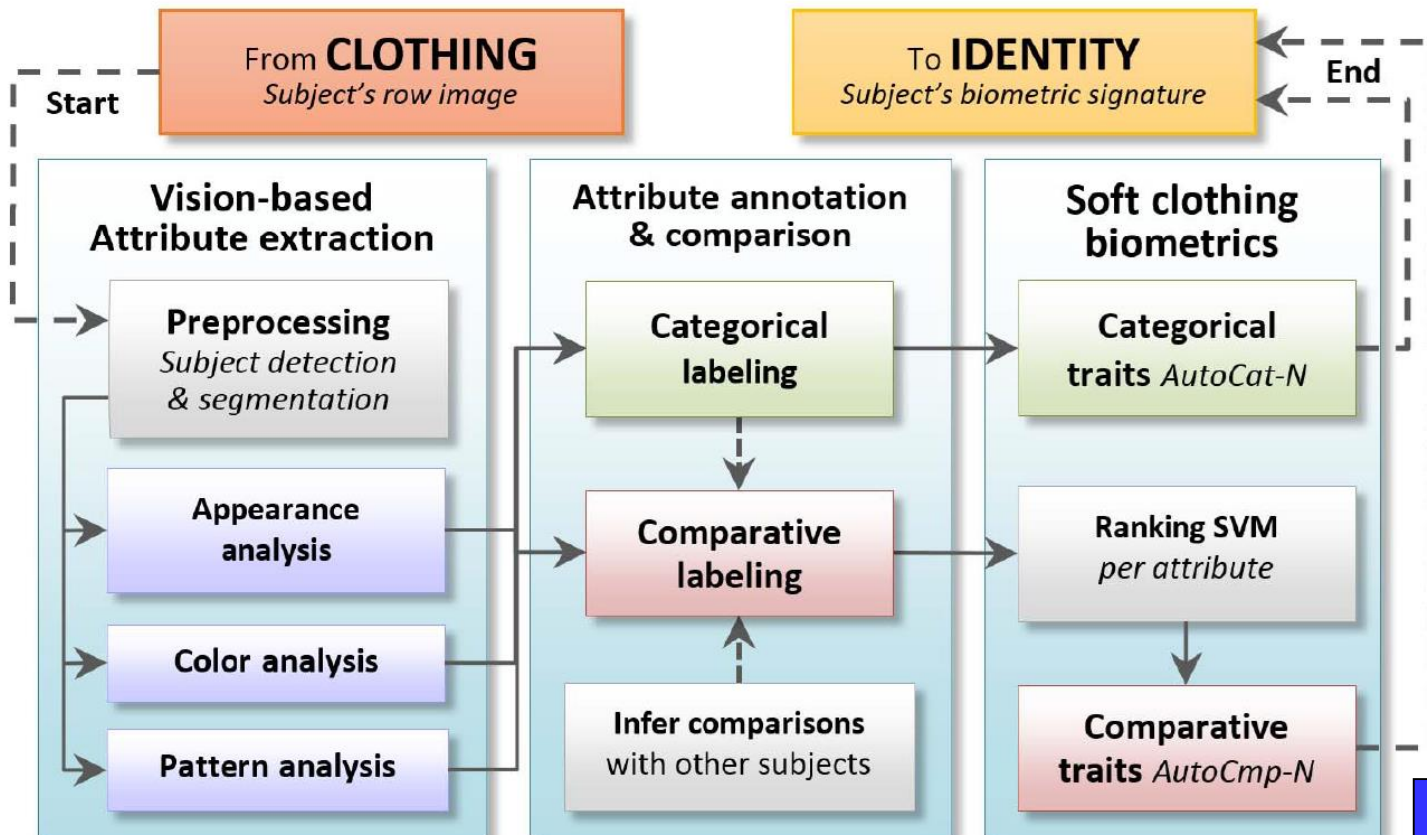 From CLOTHING
Subject's row image
To IDENTITY
Subject's biometric signature
Start
End
Vision-based
Attribute extraction
Preprocessing
Subject detection
& segmentation
Appearance
analysis
Color analysis
Pattern analysis
Attribute annotation
& comparison
Categorical
labeling
Comparative
labeling
Infer comparisons
with other subjects
Soft clothing
biometrics
Categorical
traits AutoCat-N
Ranking SVM
per attribute
Comparative
traits AutoCmp-N